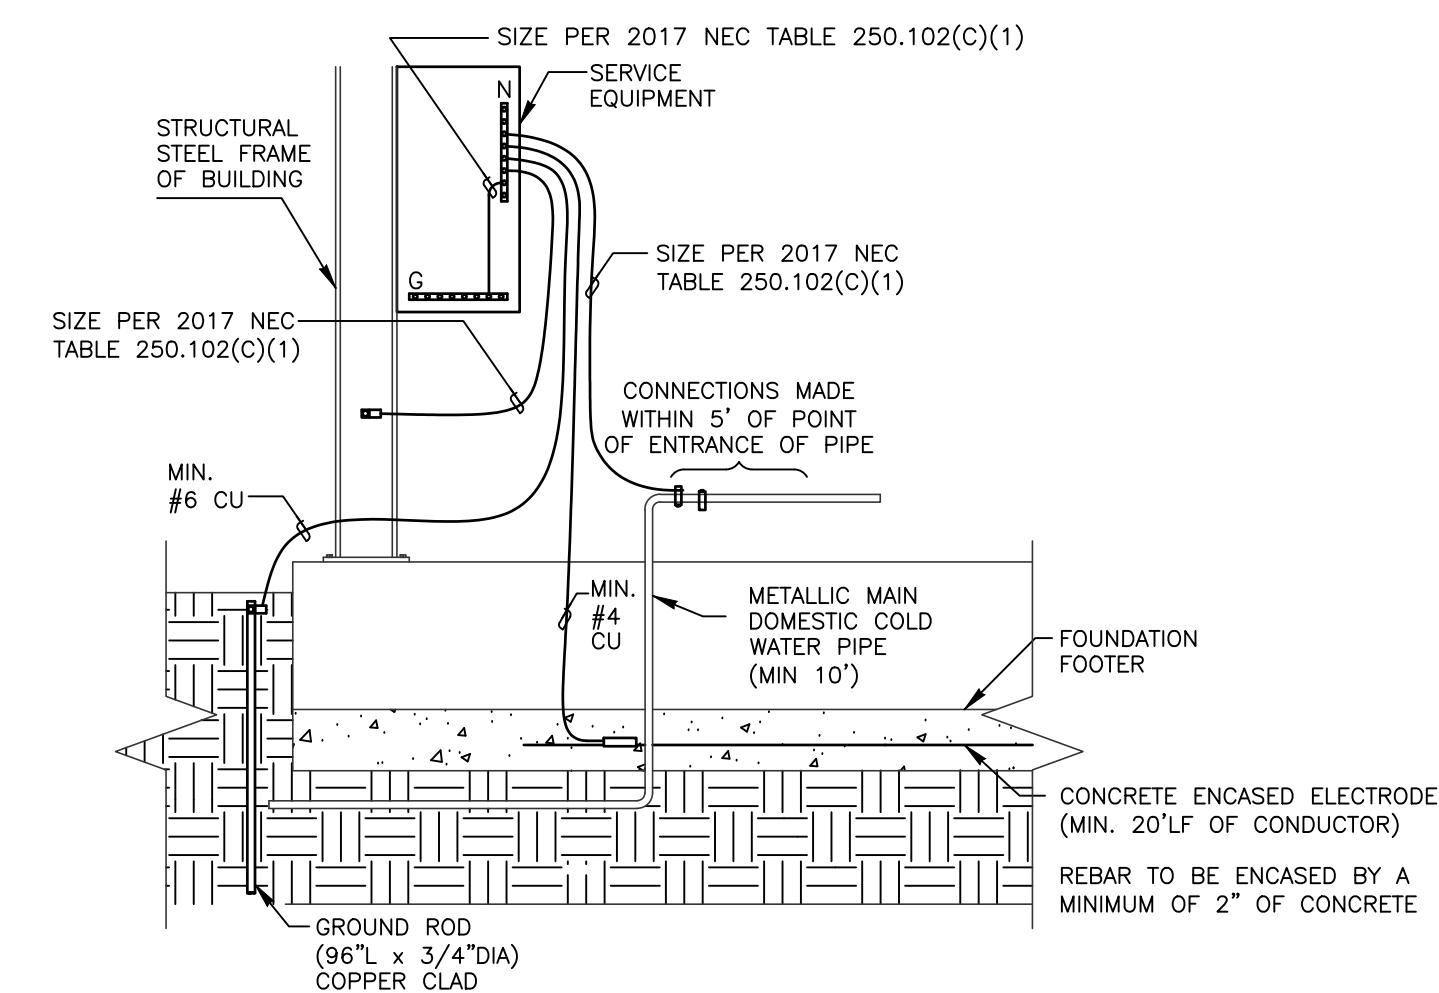 SIZE PER 2017 NEC TABLE 250.102(C)(1)
SERVICE
EQUIPMENT
N
STRUCTURAL
STEEL FRAME
OF BUILDING
SIZE PER 2017 NEC
TABLE 250.102(C)(1)
G
SIZE PER 2017 NEC
TABLE 250.102(C)(1)
CONNECTIONS MADE
WITHIN 5' OF POINT
OF ENTRANCE OF PIPE
MIN.
#6 CU
MIN.
#4
CU
METALLIC MAIN
DOMESTIC COLD
WATER PIPE
(MIN 10')
FOUNDATION
FOOTER
CONCRETE ENCASED ELECTRODE
(MIN. 20'LF OF CONDUCTOR)
REBAR TO BE ENCASED BY A
MINIMUM OF 2" OF CONCRETE
GROUND ROD
(96"L x 3/4"DIA)
COPPER CLAD